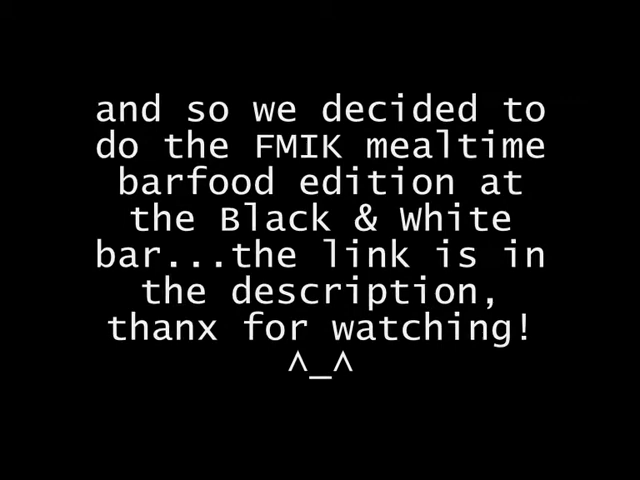 and so we decided to
do the FMIK mealtime
barfood edition at
the Black & White
bar...the link is in
the description,
thanx for watching!
^_^